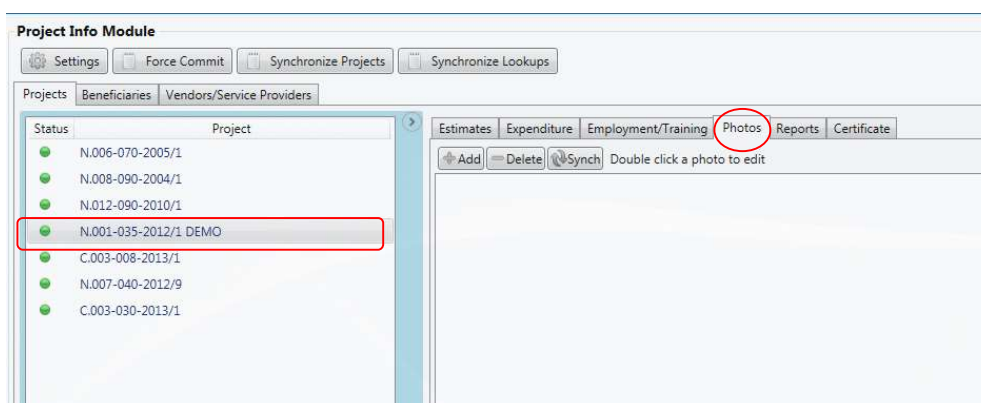 Project Info Module
Settings Force Commit Synchronize Projects Synchronize Lookups
Projects Beneficiaries Vendors/Service Providers
Status Project
N.006-070-2005/1
N.008-090-2004/1
N.012-090-2010/1
N.001-035-2012/1 DEMO
C.003-008-2013/1
N.007-040-2012/9
C.003-030-2013/1
Estimates Expenditure Employment/Training Photos Reports Certificate
Add Delete Synch Double click a photo to edit